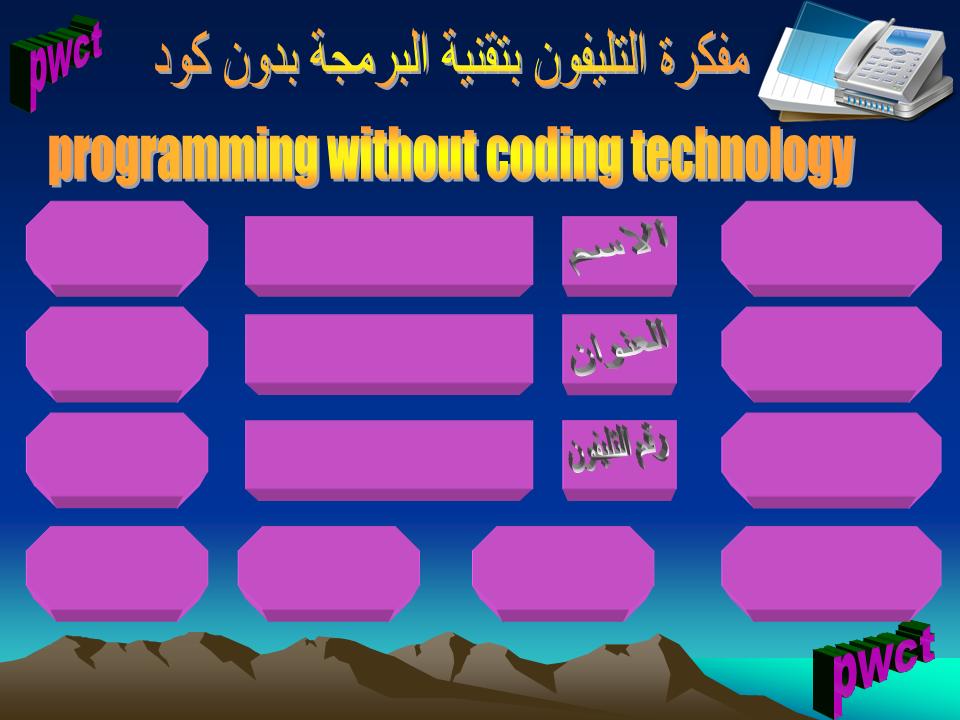 pwct
مفكرة التليفون بتقنية البرمجة بدون كود
programming without coding technology
الاسم
العنوان
رقم التليفون
pwct